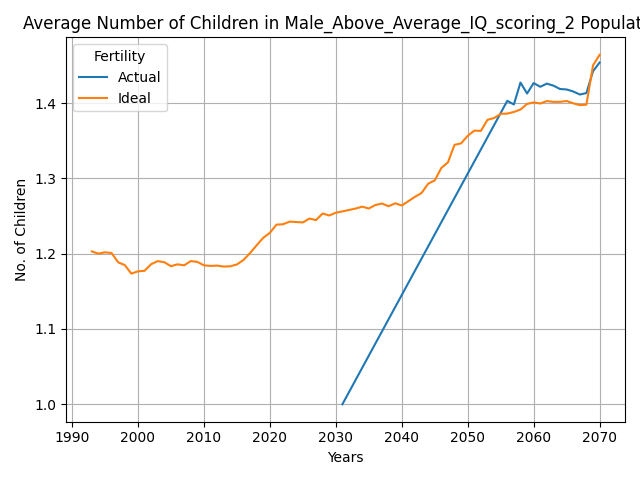 Average Number of Children in Male_Above_Average_IQ_scoring_2 Populat
Fertility
Actual
Ideal
No. of Children
1.4
1.3
1.2
1.1
1.0
1990 2000 2010 2020 2030 2040 2050 2060 2070
Years